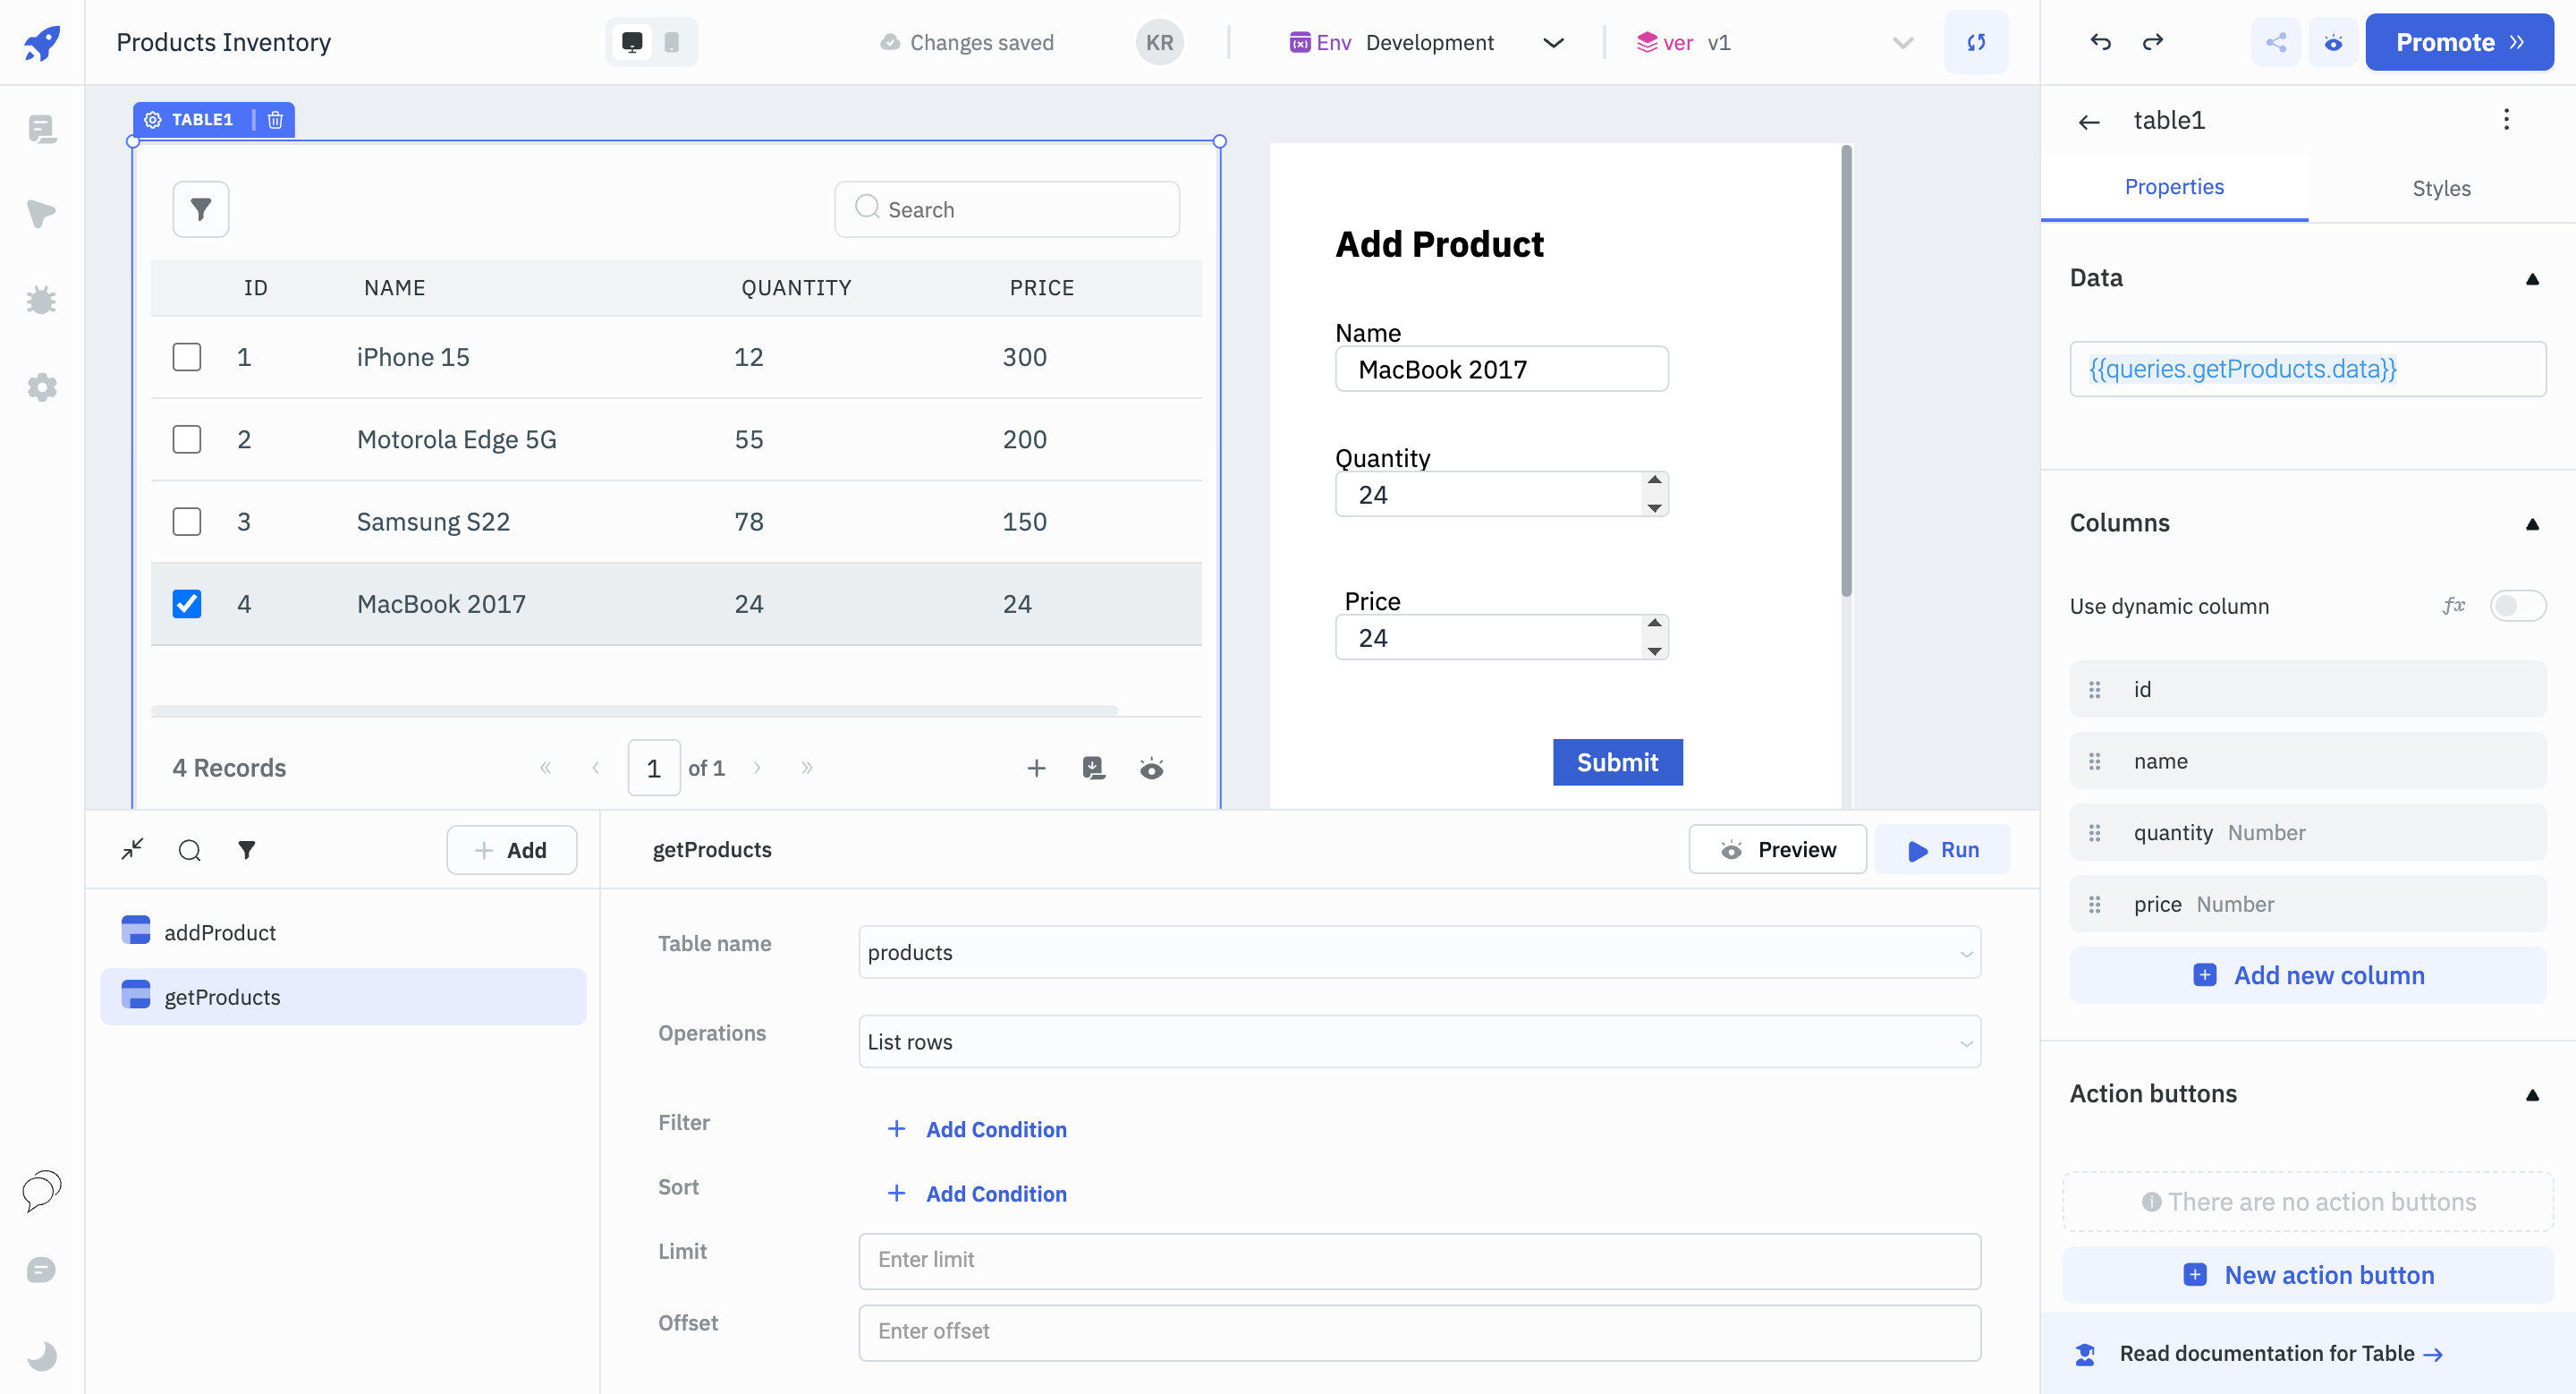 Products Inventory
Changes saved
KR
Env Development
ver v1
Promote
TABLE1
Search
ID NAME QUANTITY PRICE
1 iPhone 15 12 300
2 Motorola Edge 5G 55 200
3 Samsung S22 78 150
4 MacBook 2017 24 24
4 Records
1 of 1
Add Product
Name
MacBook 2017
Quantity
24
Price
24
Submit
Add
addProduct
getProducts
getProducts
Preview
Run
Table name
products
Operations
List rows
Filter
+ Add Condition
Sort
+ Add Condition
Limit
Enter limit
Offset
Enter offset
table1
Properties
Styles
Data
{{queries.getProducts.data}}
Columns
Use dynamic column
fx
id
name
quantity Number
price Number
Add new column
Action buttons
There are no action buttons
New action button
Read documentation for Table →